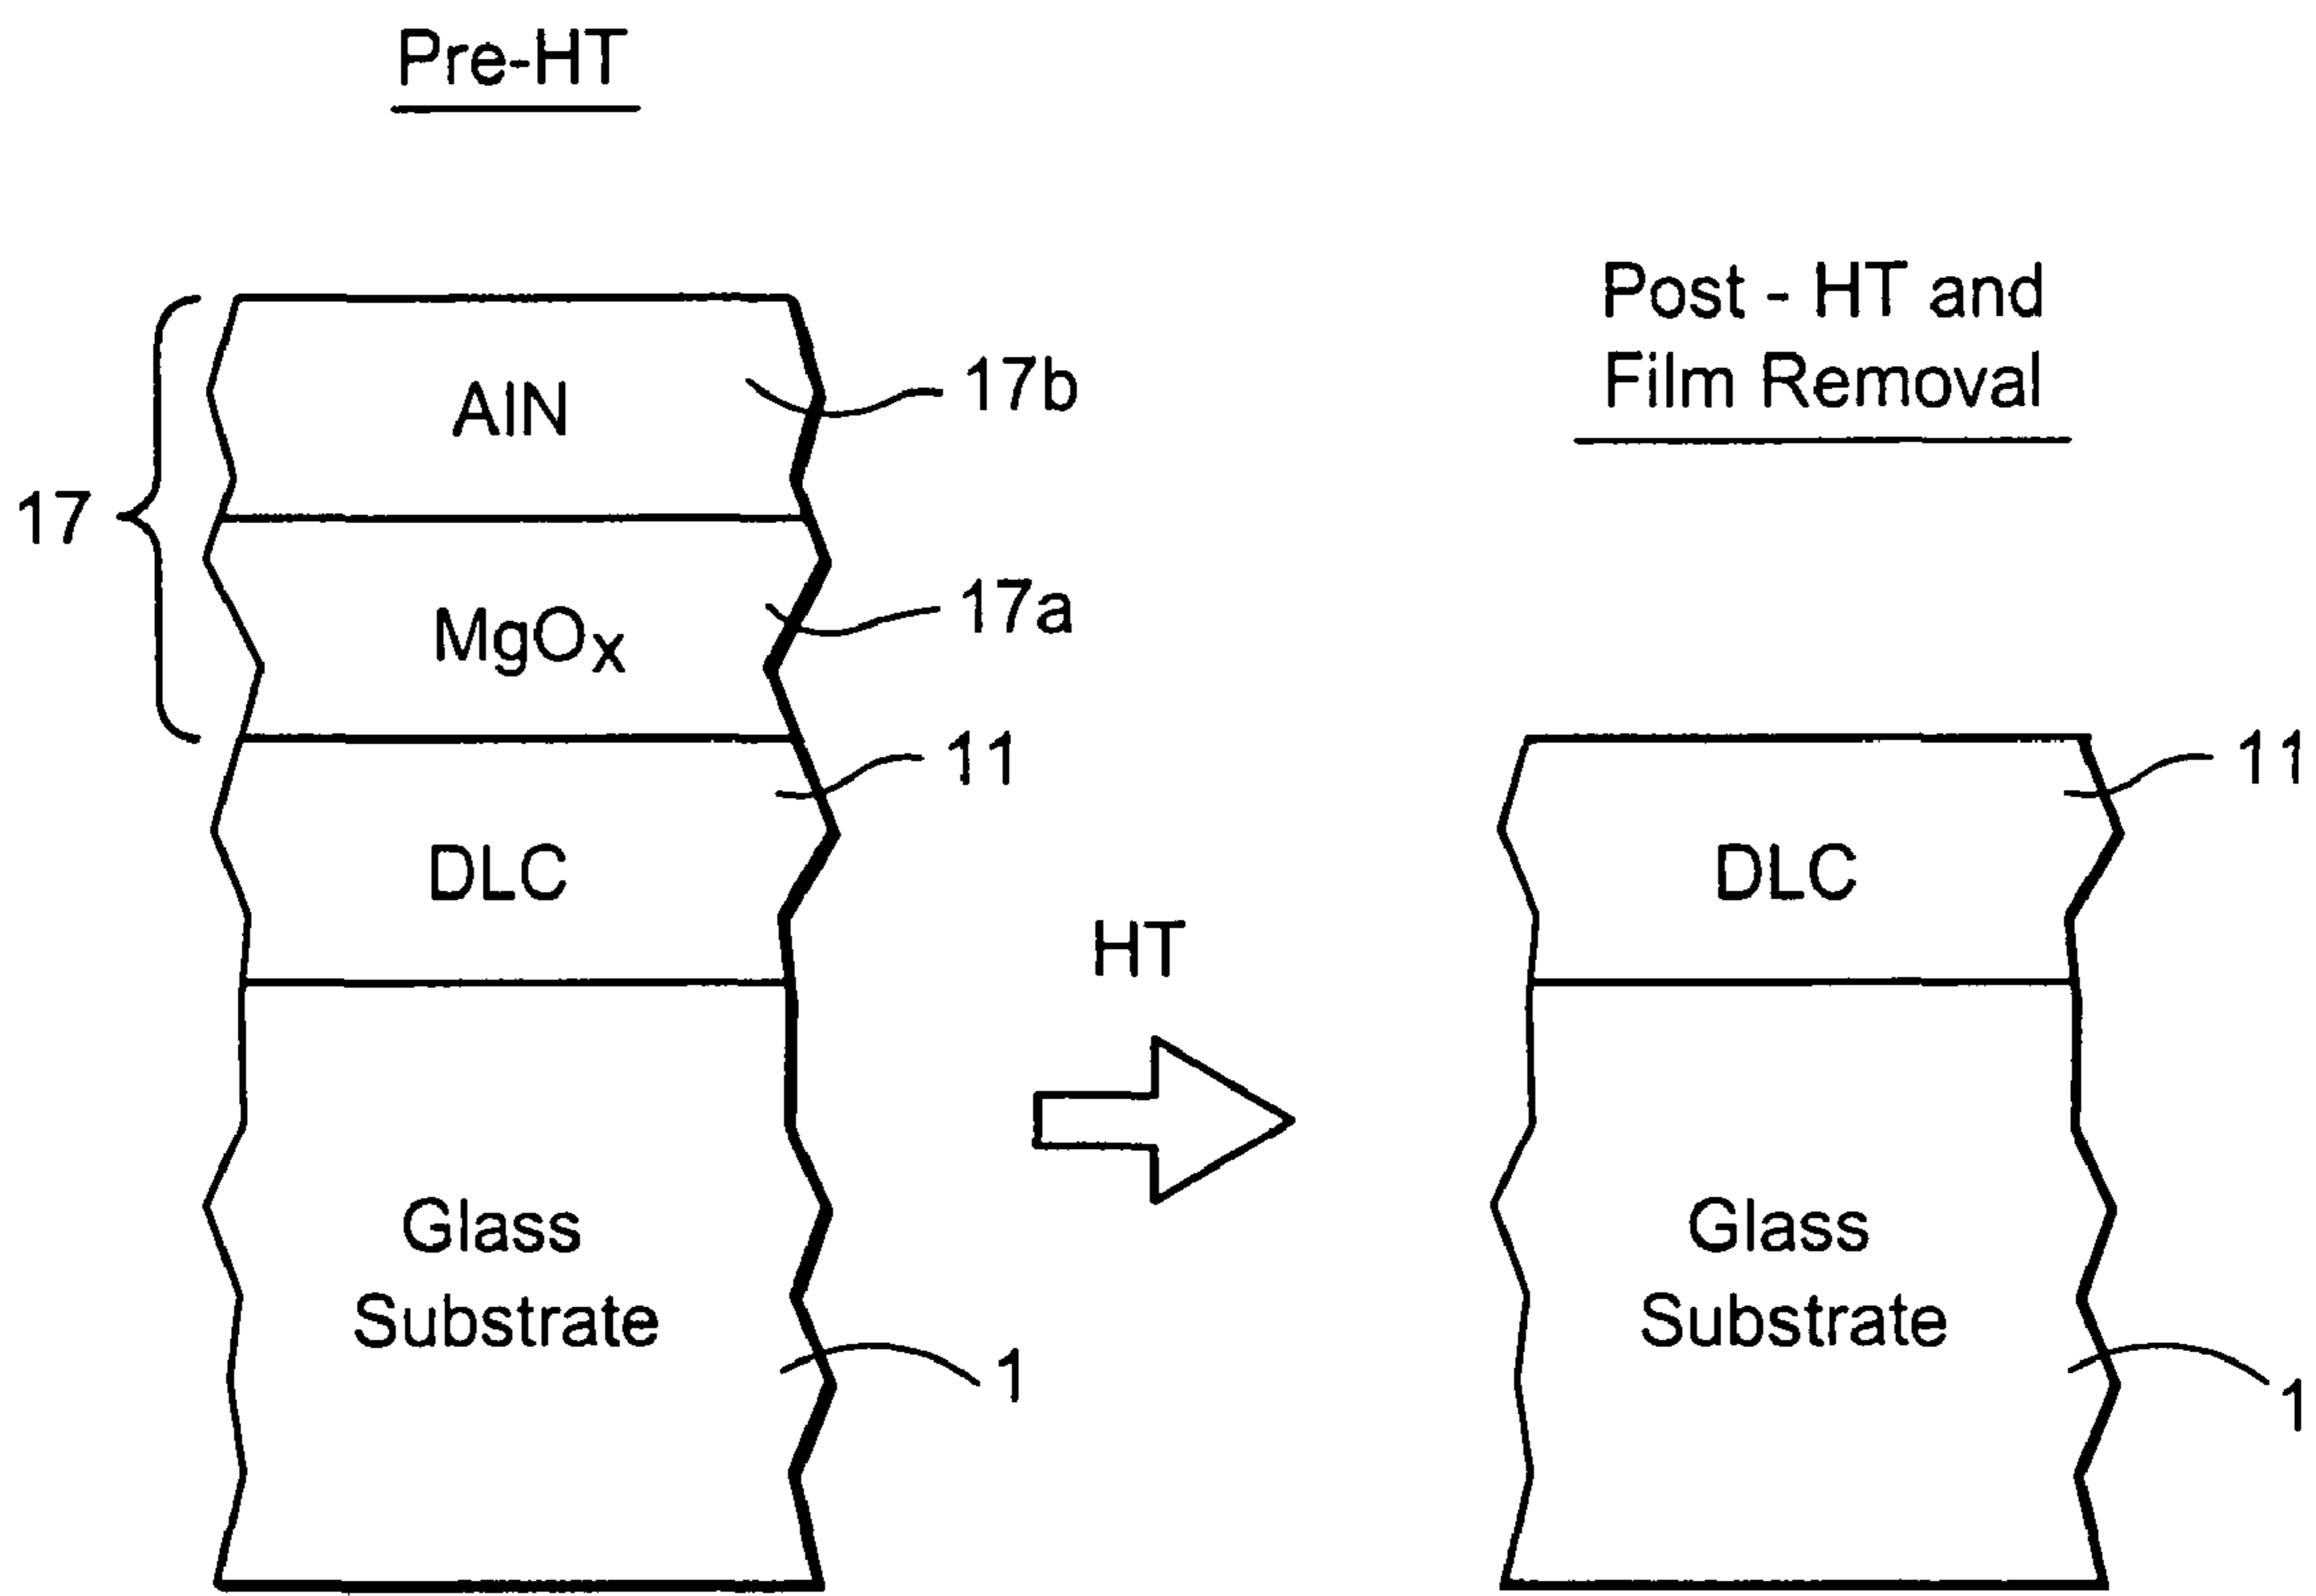 Pre-HT
Post - HT and
Film Removal
AlN
17b
17
MgOx
17a
11
DLC
HT
Glass
Substrate
1
11
DLC
Glass
Substrate
1